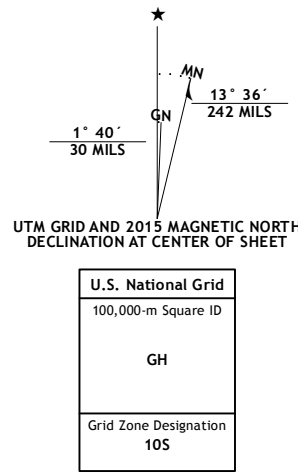 MN
GN
13° 36´
242 MILS
1° 40´
30 MILS
UTM GRID AND 2015 MAGNETIC NORTH
DECLINATION AT CENTER OF SHEET
U.S. National Grid
100,000-m Square ID
GH
Grid Zone Designation
10S